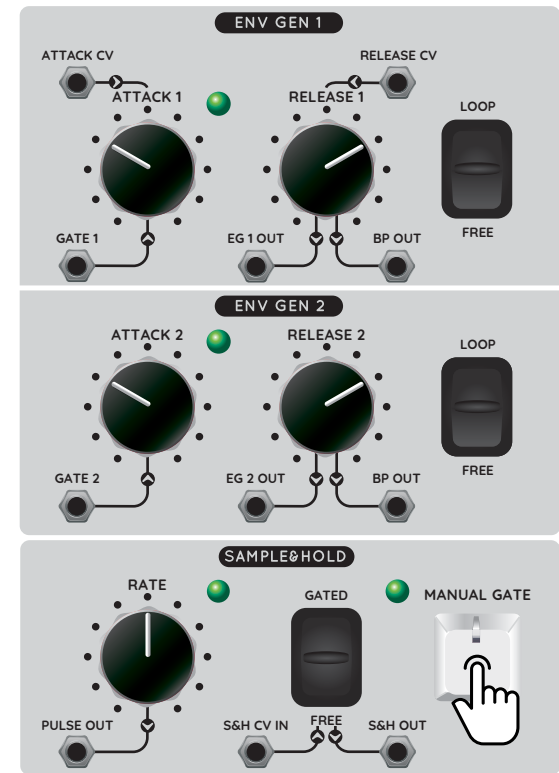 ENV GEN 1
ATTACK CV
RELEASE CV
ATTACK 1
RELEASE 1
LOOP
GATE 1
EG 1 OUT
BP OUT
FREE
ENV GEN 2
ATTACK 2
RELEASE 2
LOOP
GATE 2
EG 2 OUT
BP OUT
FREE
SAMPLE&HOLD
RATE
GATED
MANUAL GATE
PULSE OUT
S&H CV IN
FREE
S&H OUT